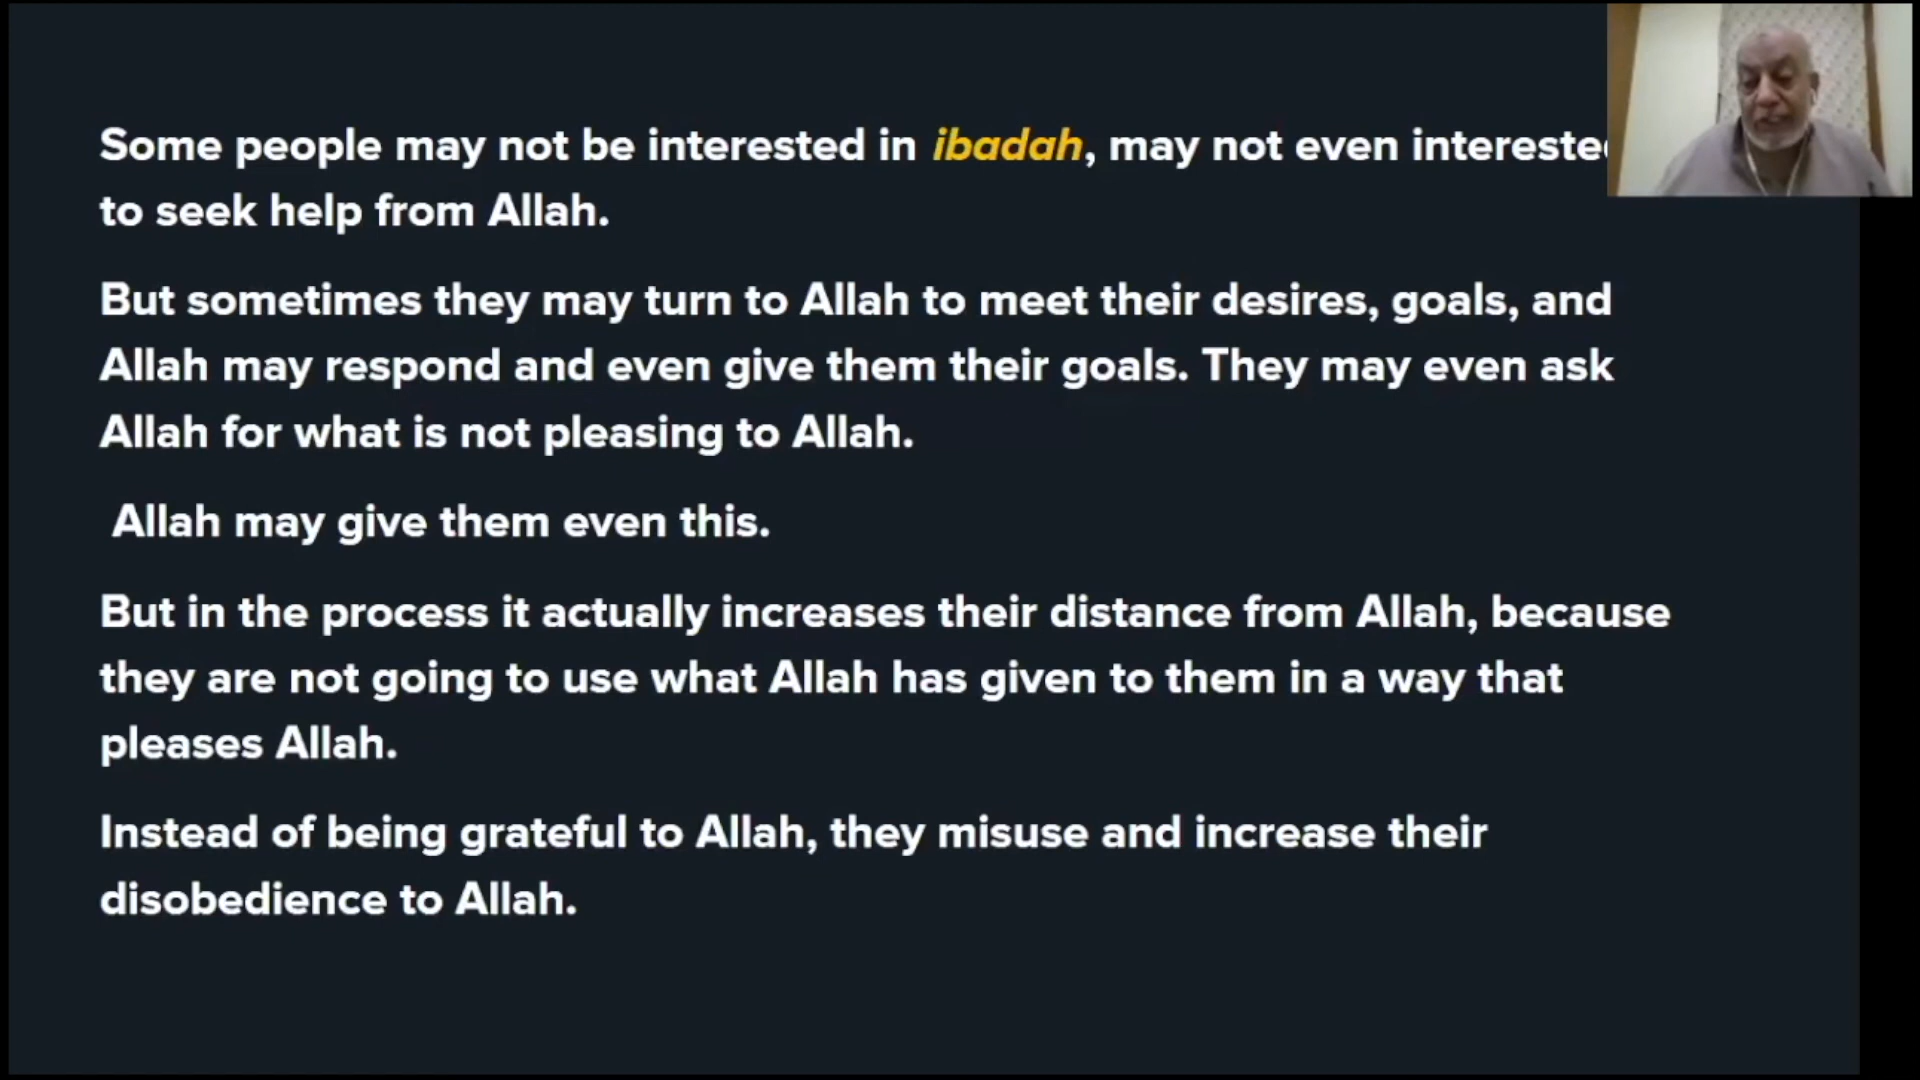 Some people may not be interested in ibadah, may not even interested
to seek help from Allah.
But sometimes they may turn to Allah to meet their desires, goals, and
Allah may respond and even give them their goals. They may even ask
Allah for what is not pleasing to Allah.
Allah may give them even this.
But in the process it actually increases their distance from Allah, because
they are not going to use what Allah has given to them in a way that
pleases Allah.
Instead of being grateful to Allah, they misuse and increase their
disobedience to Allah.